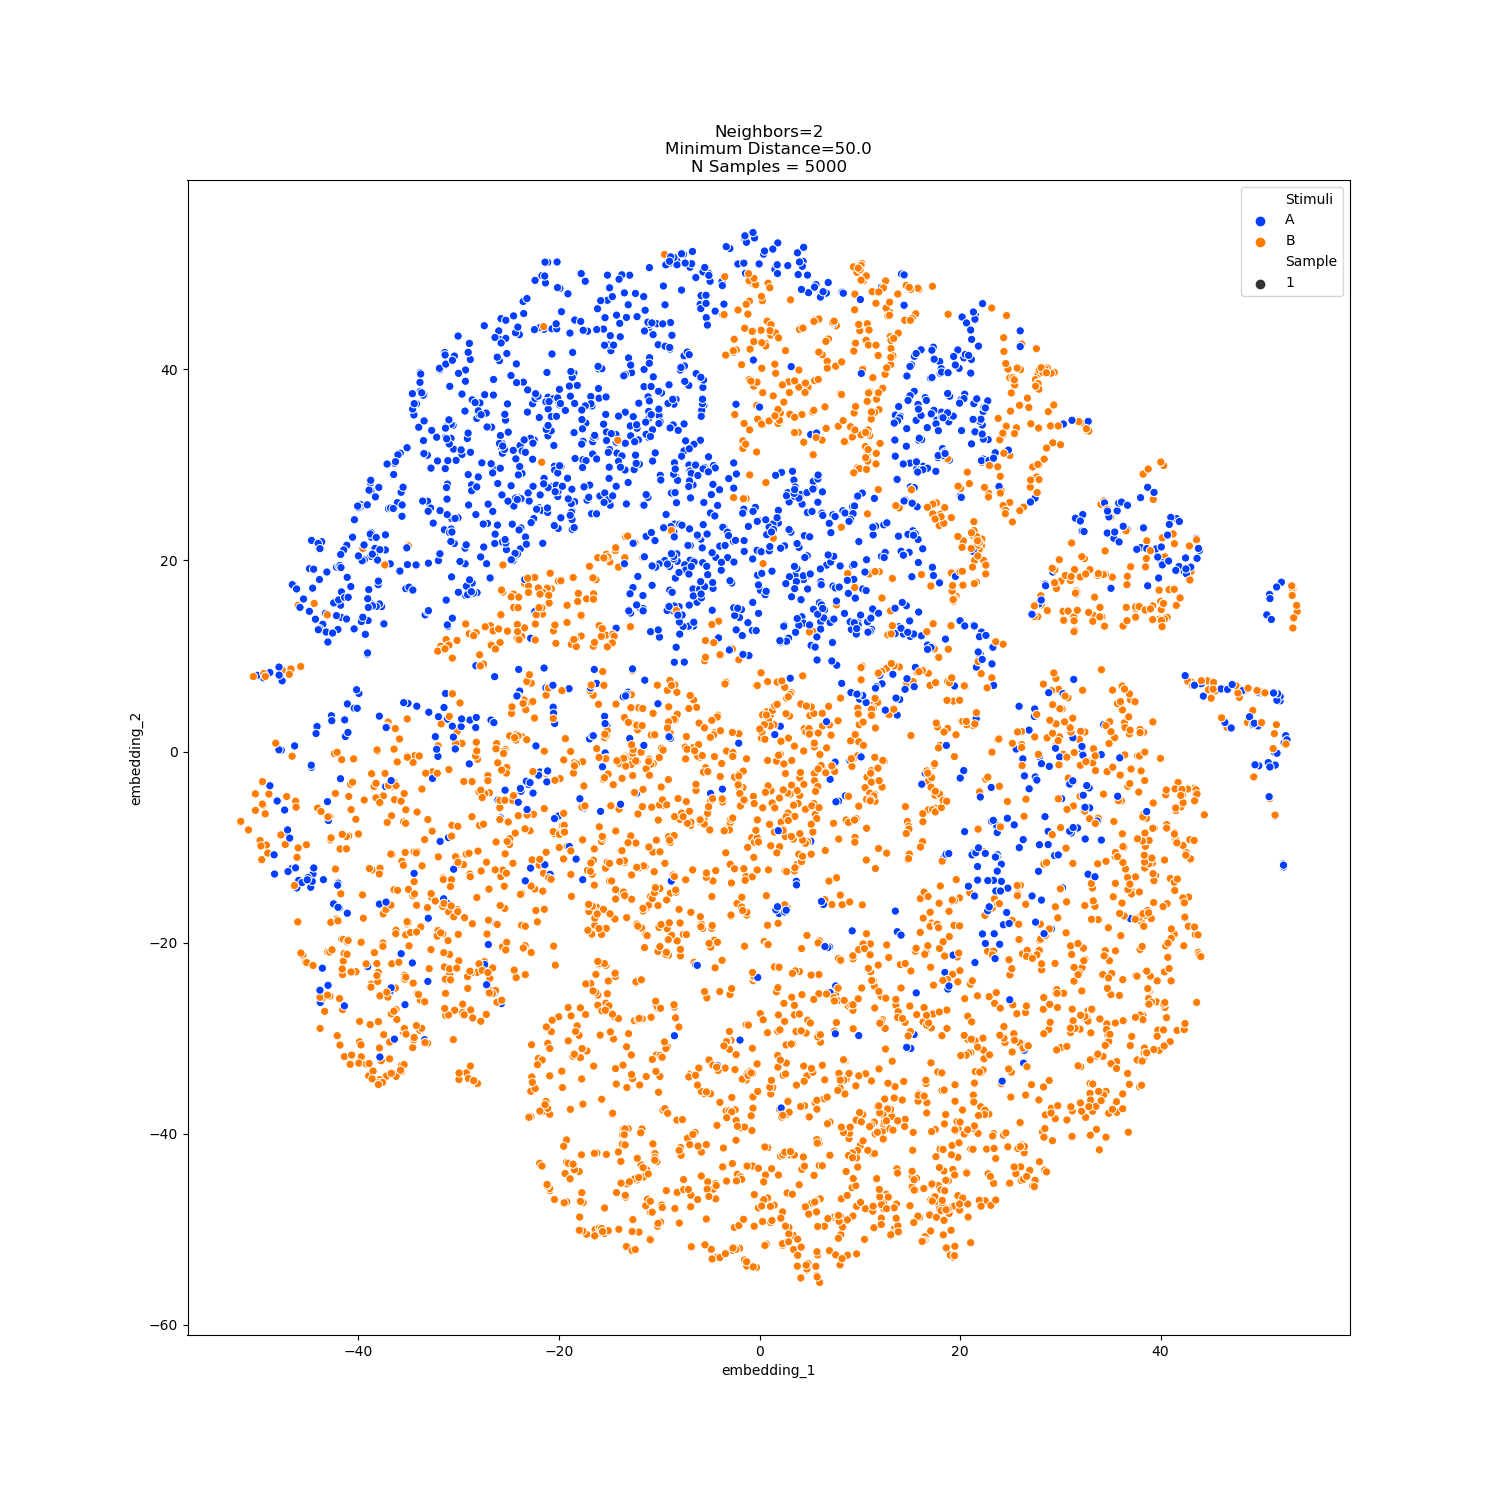 Neighbors=2
Minimum Distance=50.0
N Samples = 5000
Stimuli
A
B
Sample
1
40
20
0
−20
−40
−60
embedding_2
−40
−20
0
20
40
embedding_1